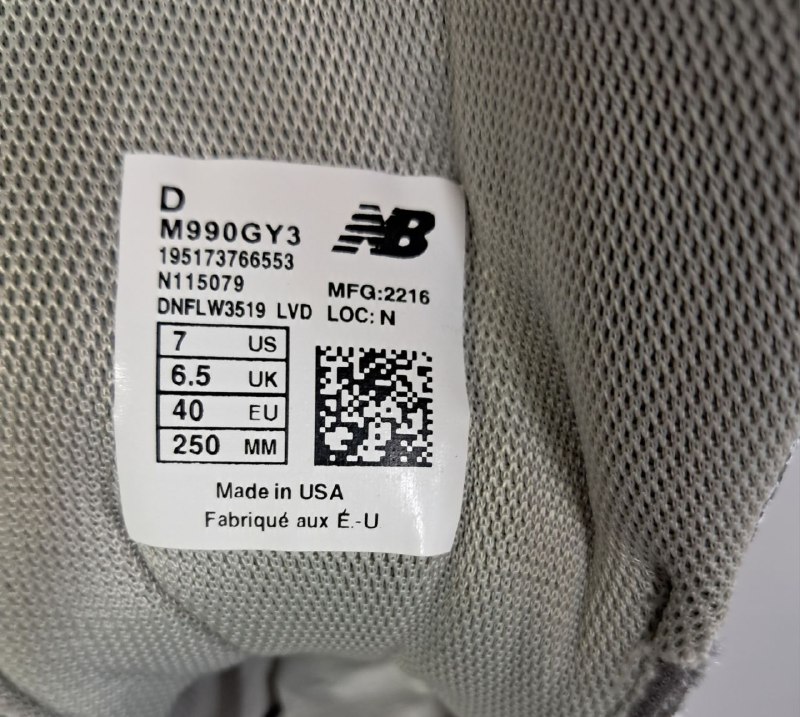 D
M990GY3
NB
195173766553
N115079
MFG:2216
DNFLW3519 LVD
LOC: N
7 US
6.5 UK
40 EU
250 MM
Made in USA
Fabriqué aux É.-U